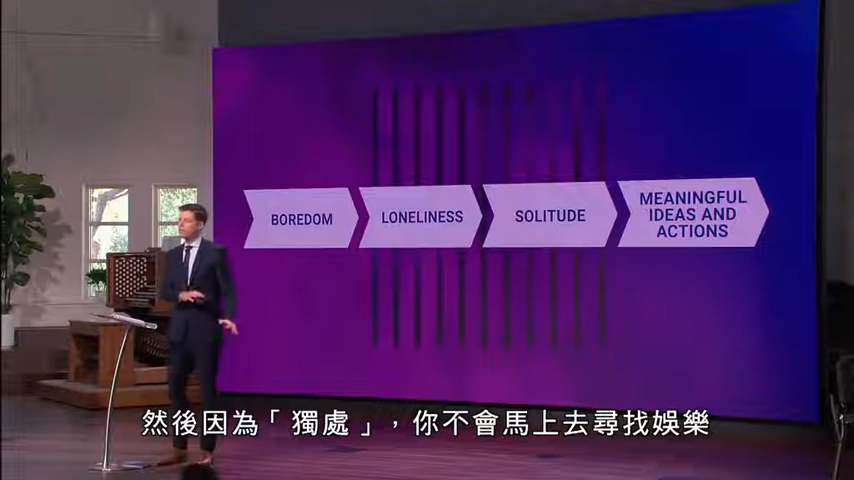 BOREDOM
LONELINESS
SOLITUDE
MEANINGFUL
IDEAS AND
ACTIONS
然後因為「獨處」，你不會馬上去尋找娛樂